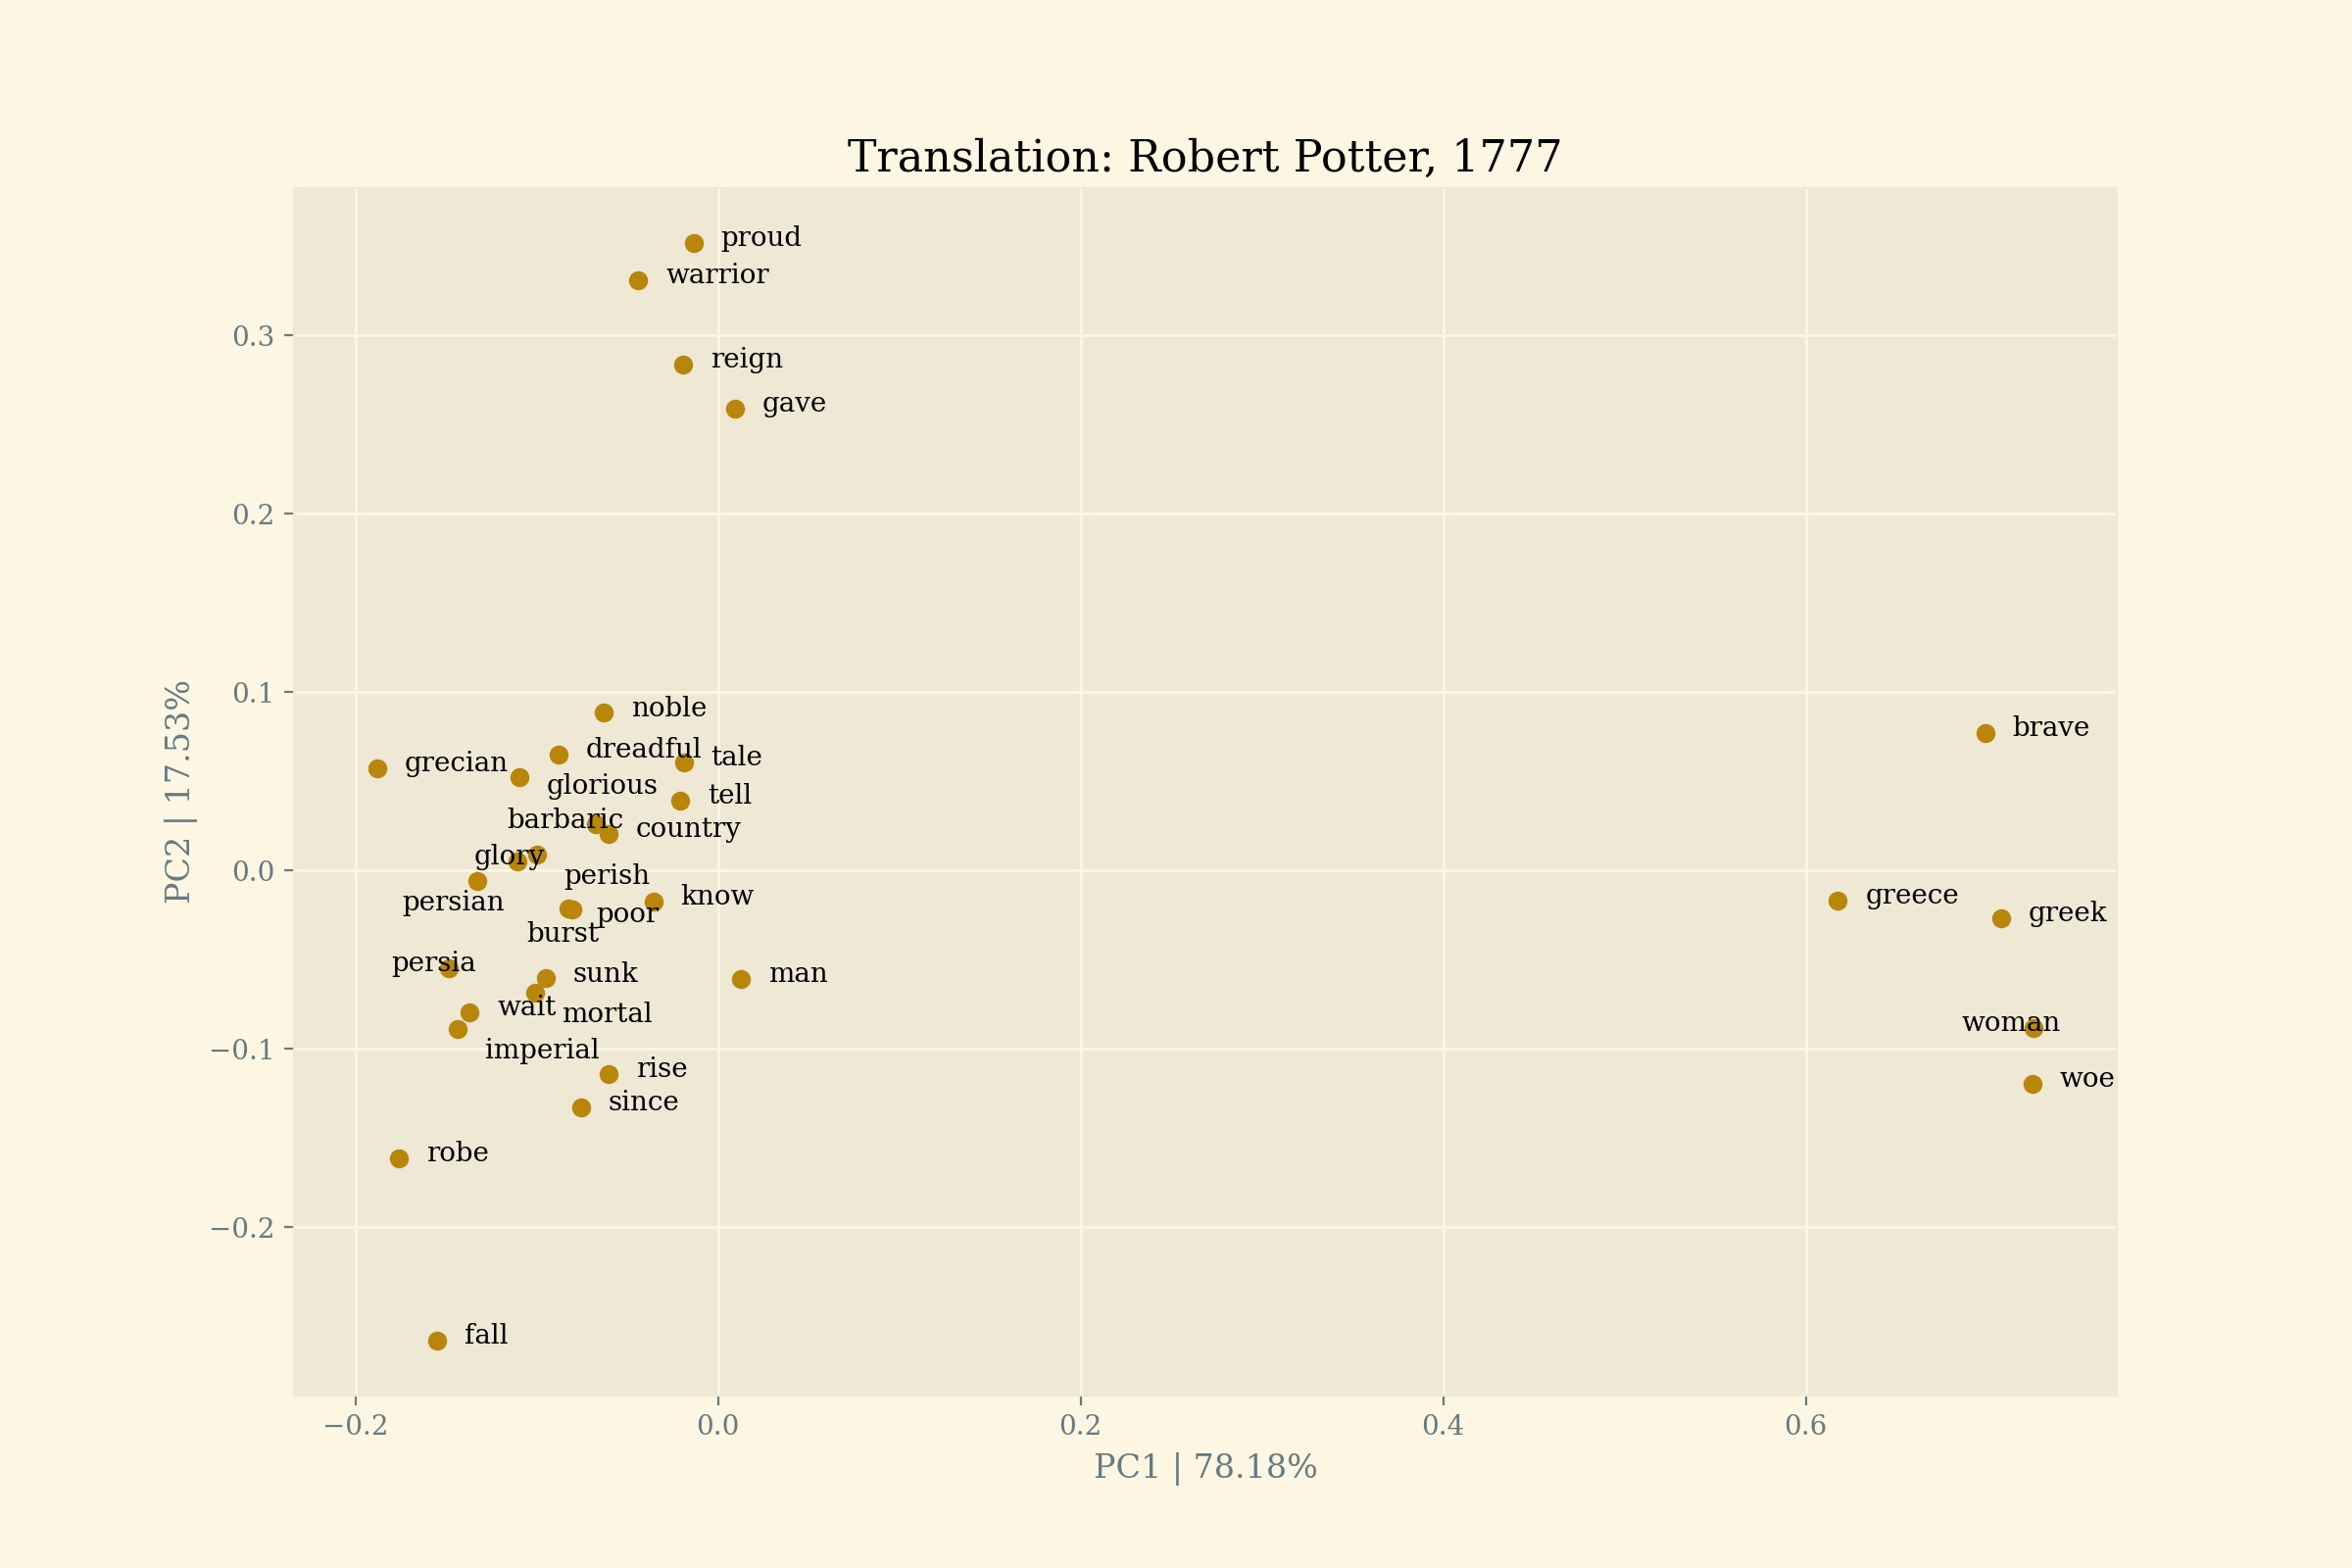 Translation: Robert Potter, 1777
proud
warrior
0.3
reign
gave
0.2
0.1
noble
brave
dreadful
tale
grecian
glorious
tell
barbaric
country
glory
0.0
perish
know
greece
persian
poor
greek
burst
persia
sunk
man
wait
mortal
woman
−0.1
imperial
rise
woe
since
robe
−0.2
fall
−0.2
0.0
0.2
0.4
0.6
PC1 | 78.18%
PC2 | 17.53%